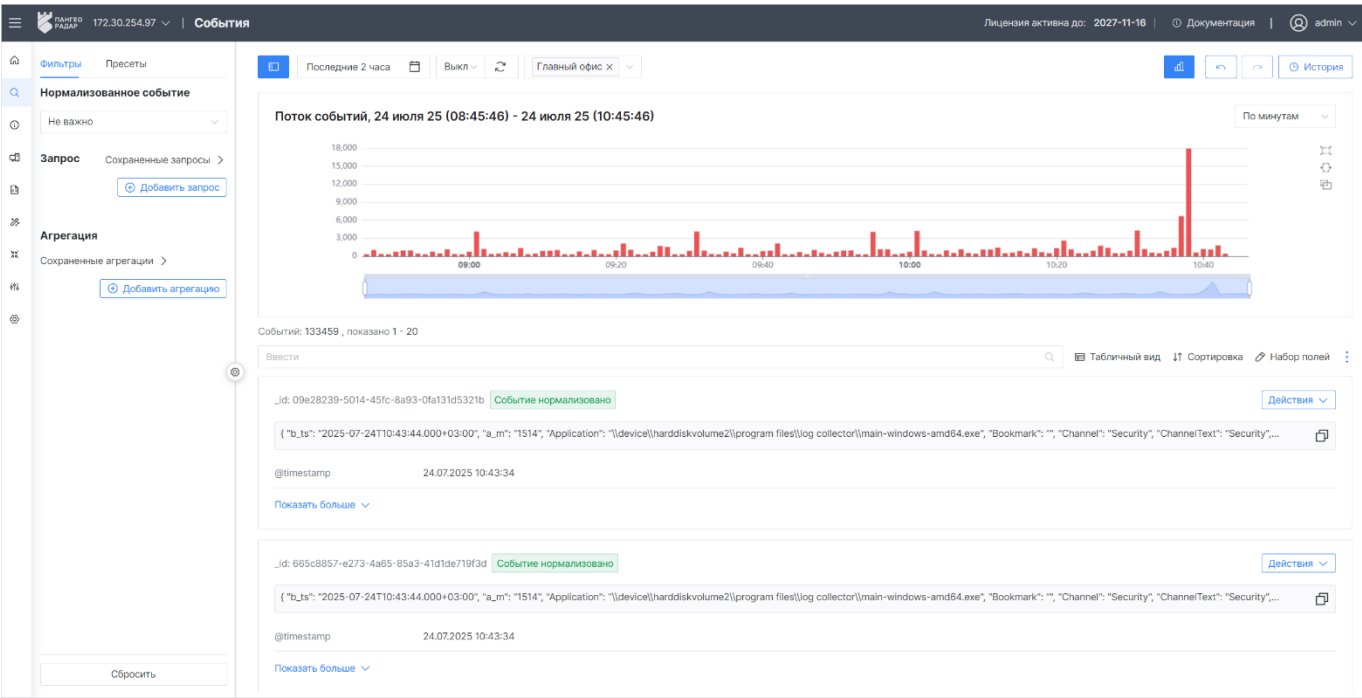 ПАНГЕО РАДАР 172.30.254.97 | События Лицензия активна до: 2027-11-16 | Документация | admin
Фильтры Пресеты
Последние 2 часа Выкл Главный офис × История
Нормализованное событие
Не важно
Запрос Сохраненные запросы
Добавить запрос
Агрегация
Сохраненные агрегации
Добавить агрегацию
Сбросить
Поток событий, 24 июля 25 (08:45:46) - 24 июля 25 (10:45:46) По минутам
18,000
15,000
12,000
9,000
6,000
3,000
0
09:00 09:20 09:40 10:00 10:20 10:40
Событий: 133459 , показано 1 - 20
Ввести Табличный вид Сортировка Набор полей
_id: 09e28239-5014-45fc-8a93-0fa131d5321b Событие нормализовано Действия
{ "b_ts": "2025-07-24T10:43:44.000+03:00", "a_m": "1514", "Application": "\\device\\harddiskvolume2\\program files\\log collector\\main-windows-amd64.exe", "Bookmark": "", "Channel": "Security", "ChannelText": "Security",...
@timestamp 24.07.2025 10:43:34
Показать больше
_id: 665c8857-e273-4a65-85a3-41d1de719f3d Событие нормализовано Действия
{ "b_ts": "2025-07-24T10:43:44.000+03:00", "a_m": "1514", "Application": "\\device\\harddiskvolume2\\program files\\log collector\\main-windows-amd64.exe", "Bookmark": "", "Channel": "Security", "ChannelText": "Security",...
@timestamp 24.07.2025 10:43:34
Показать больше